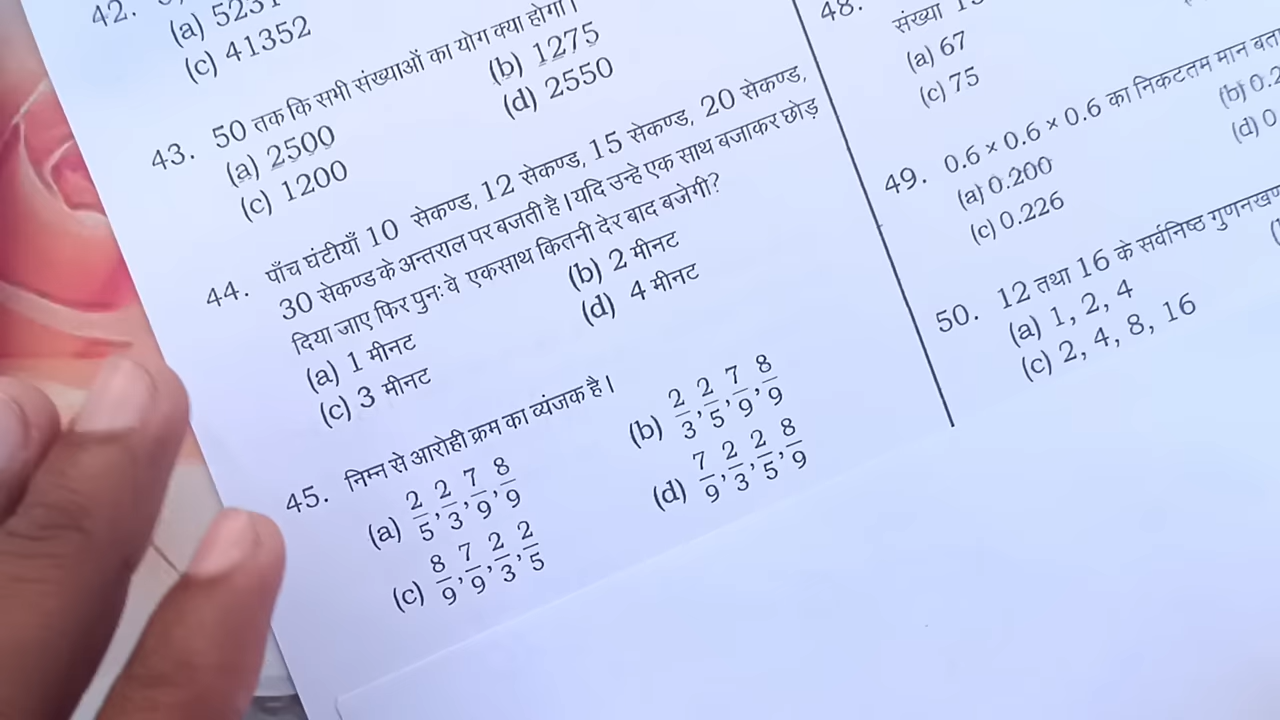 42.
(a) 5231
(c) 41352
43. 50 तक कि सभी संख्याओं का योग क्या होगा।
(a) 2500 (b) 1275
(c) 1200 (d) 2550
44. पाँच घंटीयाँ 10 सेकण्ड, 12 सेकण्ड, 15 सेकण्ड, 20 सेकण्ड,
30 सेकण्ड के अन्तराल पर बजती है। यदि उन्हे एक साथ बजाकर छोड़
दिया जाए फिर पुन: वे एकसाथ कितनी देर बाद बजेगी?
(a) 1 मीनट (b) 2 मीनट
(c) 3 मीनट (d) 4 मीनट
45. निम्न से आरोही क्रम का व्यंजक है।
(a) 2/5, 2/3, 7/9, 8/9 (b) 2/3, 2/5, 7/9, 8/9
(c) 8/9, 7/9, 2/3, 2/5 (d) 7/9, 2/3, 2/5, 8/9
48.
संख्या
(a) 67
(c) 75
49. 0.6 × 0.6 × 0.6 का निकटतम मान
(a) 0.200 (b) 0.2
(c) 0.226 (d) 0
50. 12 तथा 16 के सर्वनिष्ठ
(a) 1, 2, 4
(c) 2, 4, 8, 16